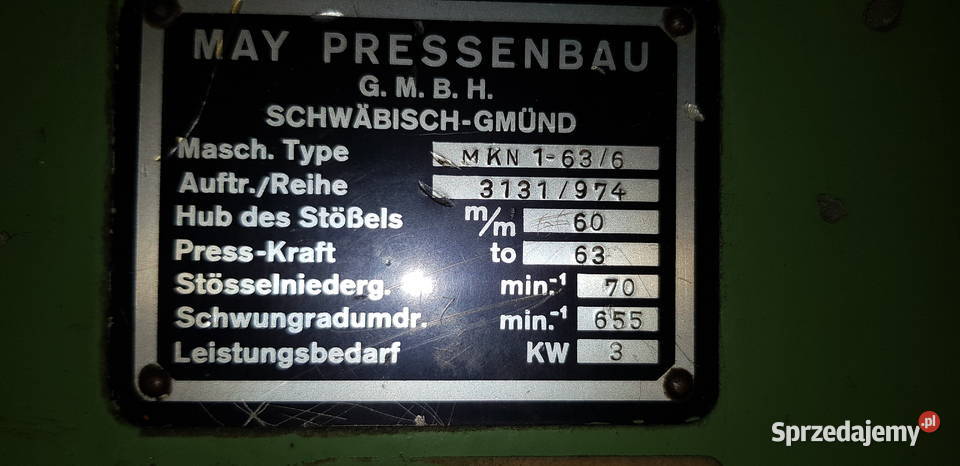 MAY PRESSENBAU
G. M. B. H.
SCHWÄBISCH-GMÜND
Masch. Type MKN 1-63/6
Auftr./Reihe 3131/974
Hub des Stößels m/m 60
Press-Kraft to 63
Stösselniederg. min.-¹ 70
Schwungradumdr. min.-¹ 655
Leistungsbedarf KW 3
Sprzedajemy.pl